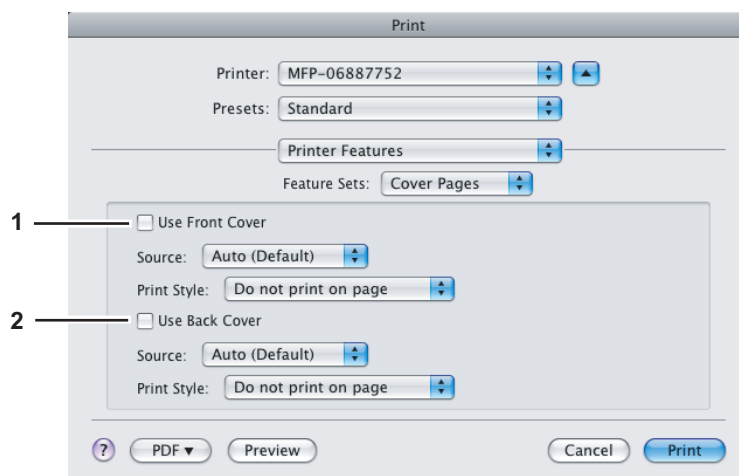 Print
Printer: MFP-06887752
Presets: Standard
Printer Features
Feature Sets: Cover Pages
1 Use Front Cover
Source: Auto (Default)
Print Style: Do not print on page
2 Use Back Cover
Source: Auto (Default)
Print Style: Do not print on page
? PDF▼ Preview Cancel Print